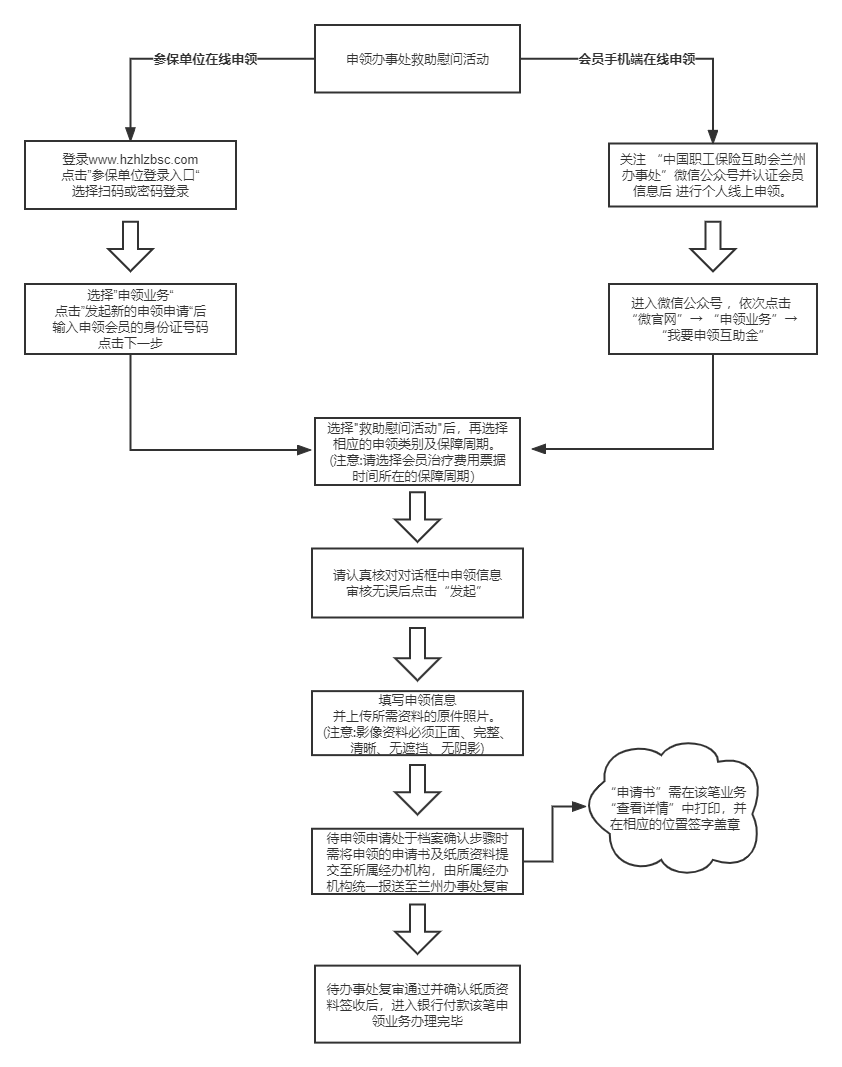 申领办事处救助慰问活动
参保单位在线申领
会员手机端在线申领
登录www.hzhlzbsc.com
点击"参保单位登录入口“
选择扫码或密码登录
关注 “中国职工保险互助会兰州
办事处”微信公众号并认证会员
信息后 进行个人线上申领。
选择"申领业务“
点击"发起新的申领申请“后
输入申领会员的身份证号码
点击下一步
进入微信公众号 ，依次点击
“微官网”→ “申领业务”→
“我要申领互助金”
选择"救助慰问活动"后，再选择
相应的申领类别及保障周期。
(注意:请选择会员治疗费用票据
时间所在的保障周期）
请认真核对对话框中申领信息
审核无误后点击“发起”
填写申领信息
并上传所需资料的原件照片。
(注意:影像资料必须正面、完整、
清晰、无遮挡、无阴影)
待申领申请处于档案确认步骤时
需将申领的申请书及纸质资料提
交至所属经办机构，由所属经办
机构统一报送至兰州办事处复审
“申请书”需在该笔业务
“查看详情”中打印，并
在相应的位置签字盖章
待办事处复审通过并确认纸质资
料签收后，进入银行付款该笔申
领业务办理完毕